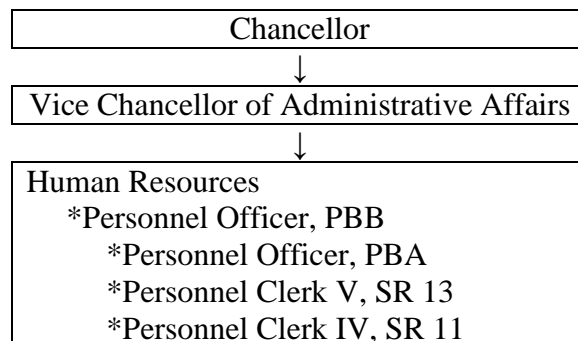 Chancellor
↓
Vice Chancellor of Administrative Affairs
↓
Human Resources
*Personnel Officer, PBB
*Personnel Officer, PBA
*Personnel Clerk V, SR 13
*Personnel Clerk IV, SR 11